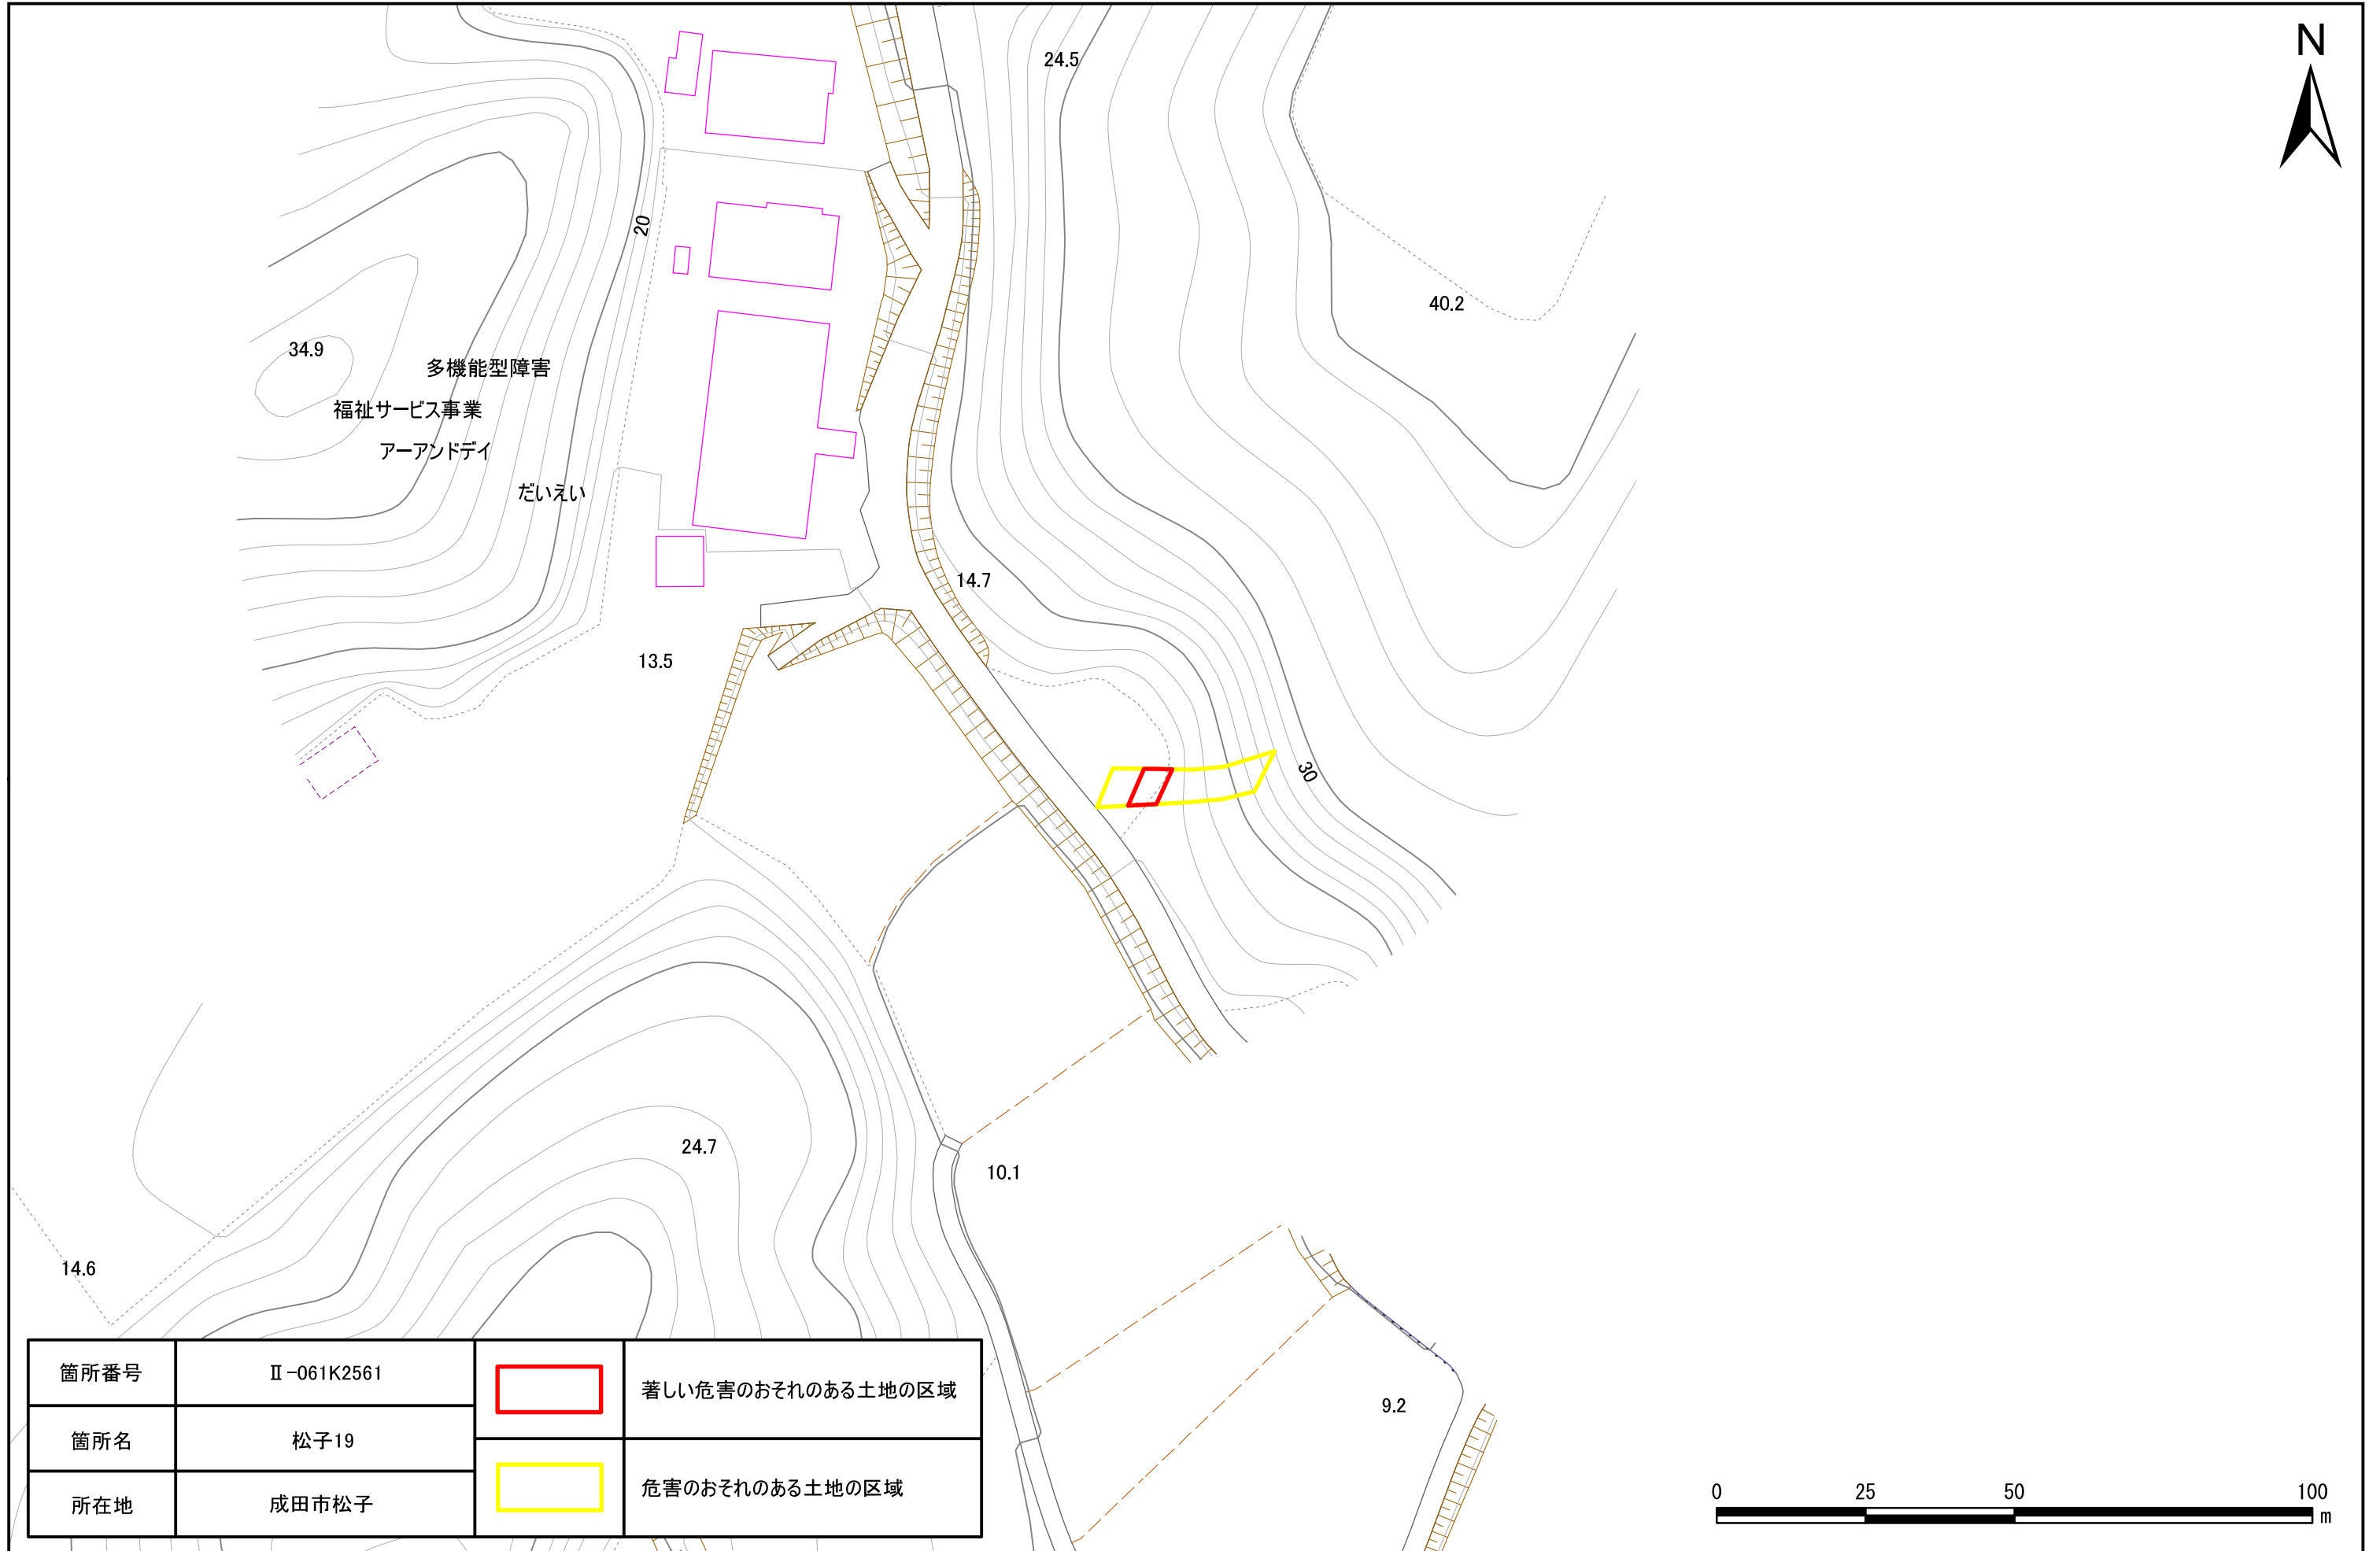 N
24.5
20
40.2
34.9
多機能型障害
福祉サービス事業
アーアンドデイ
だいえい
14.7
13.5
30
24.7
10.1
14.6
9.2
箇所番号 Ⅱ-061K2561
箇所名 松子19
所在地 成田市松子
著しい危害のおそれのある土地の区域
危害のおそれのある土地の区域
0 25 50 100
m